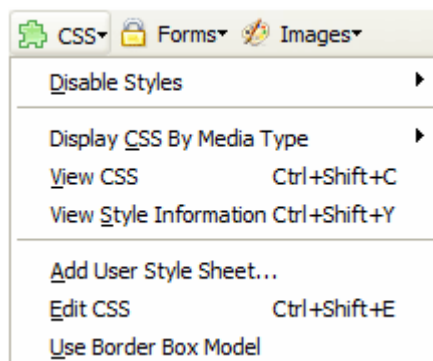 CSS Forms Images
Disable Styles
Display CSS By Media Type
View CSS Ctrl+Shift+C
View Style Information Ctrl+Shift+Y
Add User Style Sheet...
Edit CSS Ctrl+Shift+E
Use Border Box Model